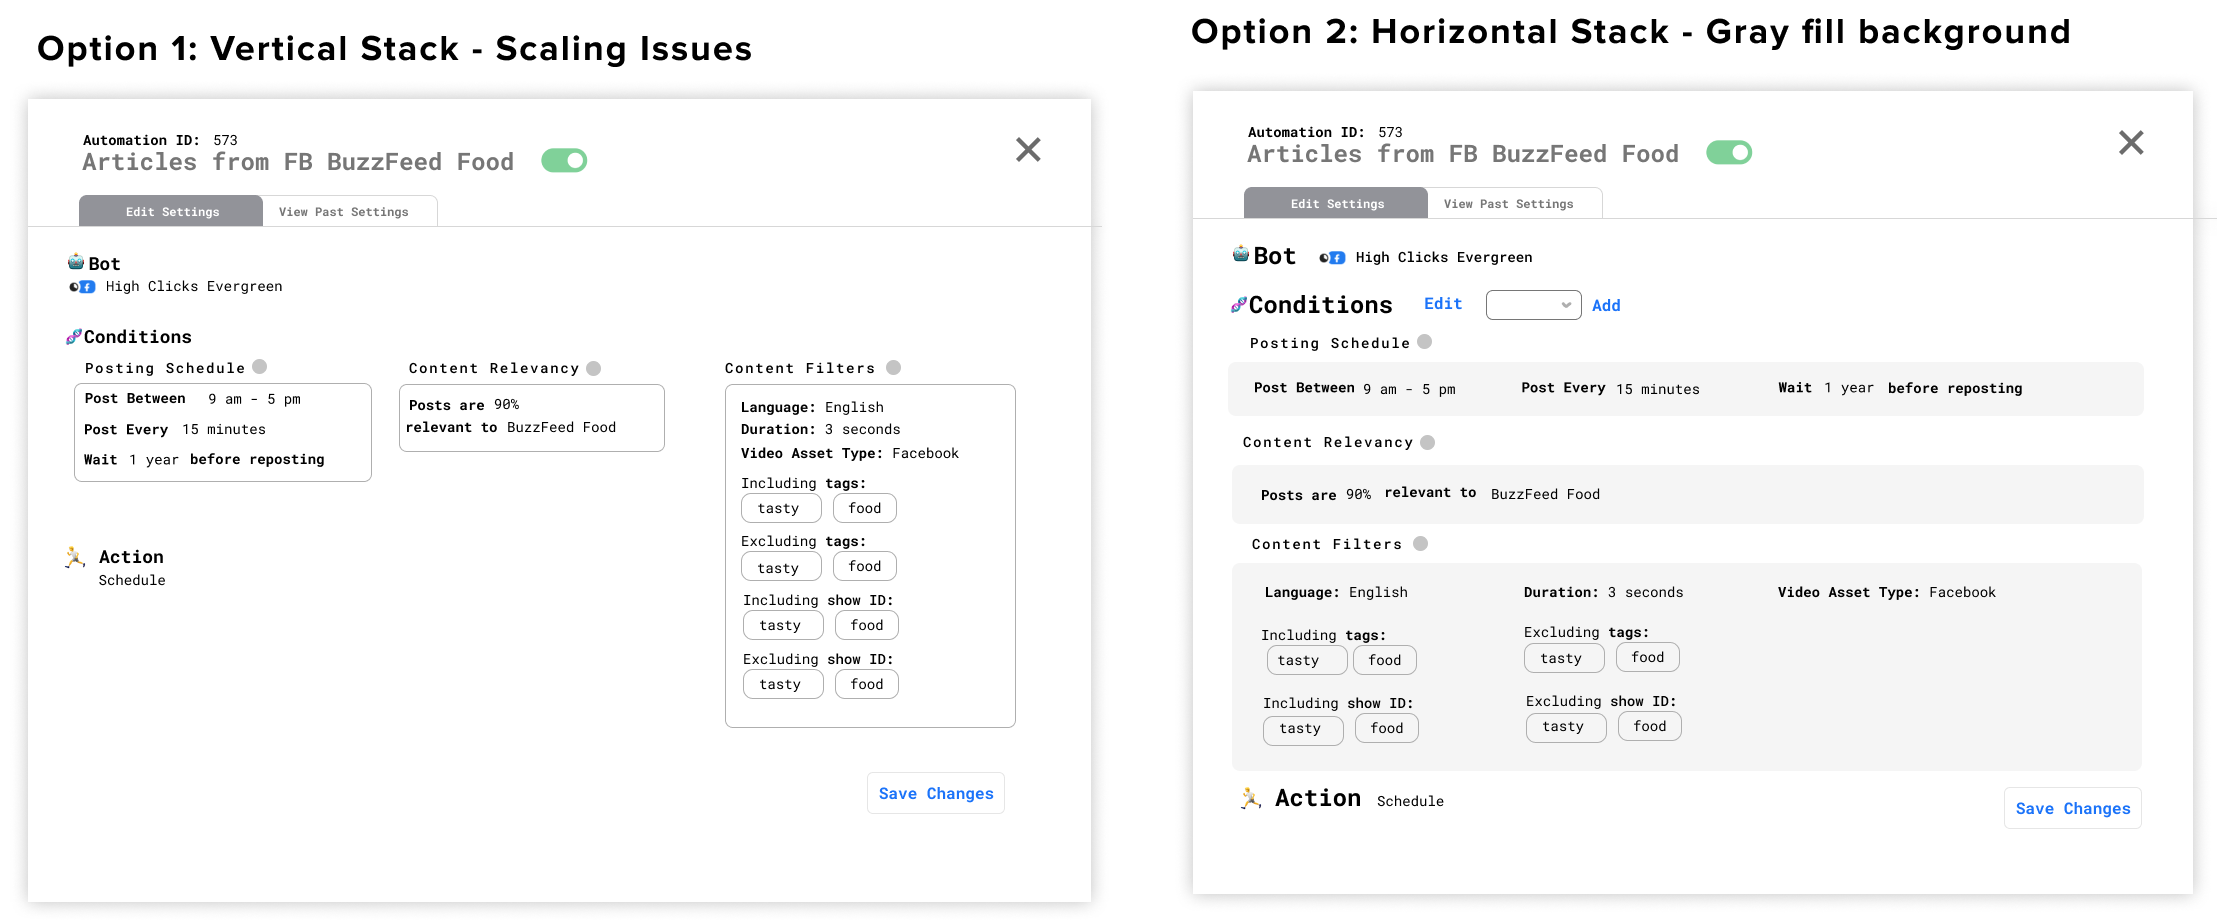 Option 1: Vertical Stack - Scaling Issues
Automation ID: 573
Articles from FB BuzzFeed Food
Edit Settings View Past Settings
Bot
High Clicks Evergreen
Conditions
Posting Schedule
Post Between 9 am - 5 pm
Post Every 15 minutes
Wait 1 year before reposting
Content Relevancy
Posts are 90%
relevant to BuzzFeed Food
Content Filters
Language: English
Duration: 3 seconds
Video Asset Type: Facebook
Including tags:
tasty food
Excluding tags:
tasty food
Including show ID:
tasty food
Excluding show ID:
tasty food
Action
Schedule
Save Changes
Option 2: Horizontal Stack - Gray fill background
Automation ID: 573
Articles from FB BuzzFeed Food
Edit Settings View Past Settings
Bot High Clicks Evergreen
Conditions Edit Add
Posting Schedule
Post Between 9 am - 5 pm Post Every 15 minutes Wait 1 year before reposting
Content Relevancy
Posts are 90% relevant to BuzzFeed Food
Content Filters
Language: English Duration: 3 seconds Video Asset Type: Facebook
Including tags: Excluding tags:
tasty food tasty food
Including show ID: Excluding show ID:
tasty food tasty food
Action Schedule
Save Changes